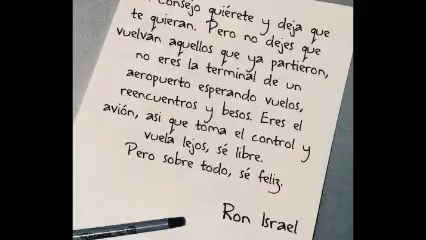 Consejo quiérete y deja que
te quieran. Pero no dejes que
vuelvan aquellos que ya partieron,
no eres la terminal de un
aeropuerto esperando vuelos,
reencuentros y besos. Eres el
avión, asi que toma el control y
vuela lejos, sé libre.
Pero sobre todo, sé feliz.
Ron Israel